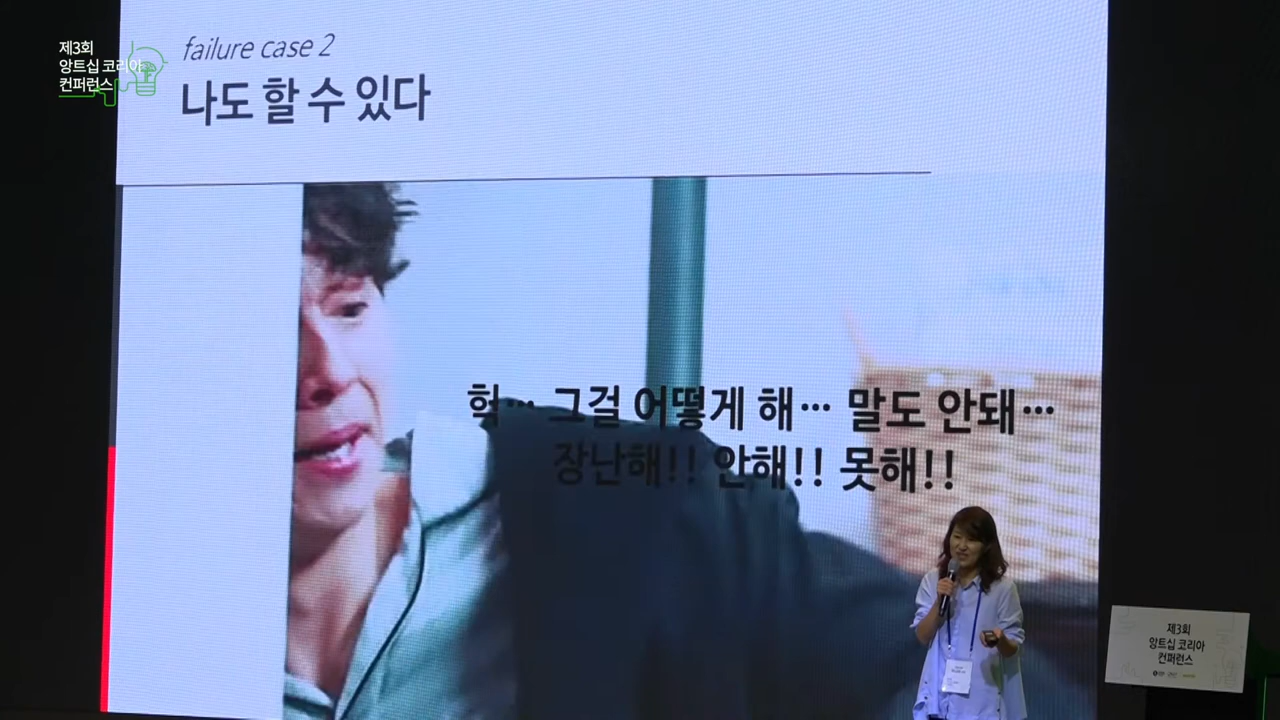 제3회
앙트십 코리아
컨퍼런스
failure case 2
나도 할 수 있다
헉… 그걸 어떻게 해… 말도 안돼…
장난해!! 안해!! 못해!!
제3회
앙트십 코리아
컨퍼런스